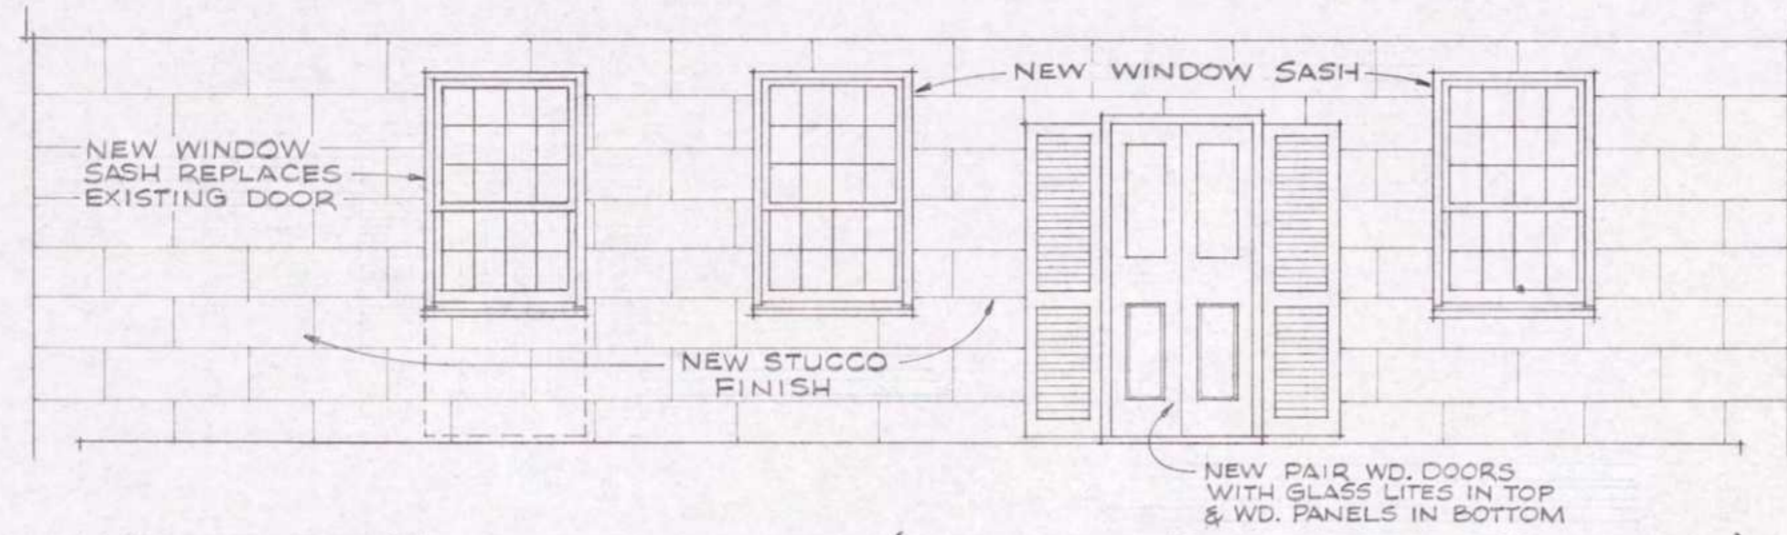 NEW WINDOW SASH
NEW WINDOW
SASH REPLACES
EXISTING DOOR
NEW STUCCO
FINISH
NEW PAIR WD. DOORS
WITH GLASS LITES IN TOP
& WD. PANELS IN BOTTOM